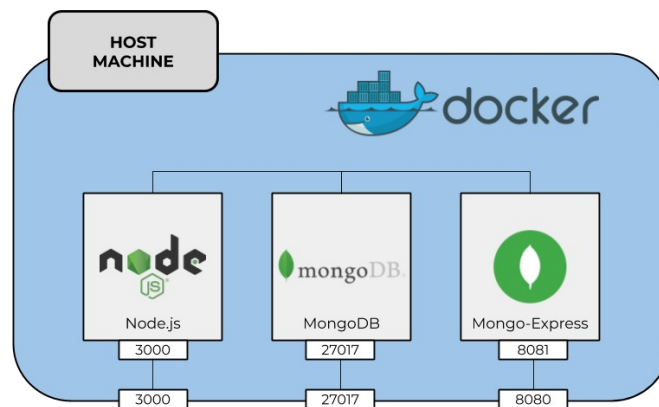 HOST
MACHINE
docker
node
JS
mongoDB.
Node.js
MongoDB
Mongo-Express
3000
27017
8081
3000
27017
8080